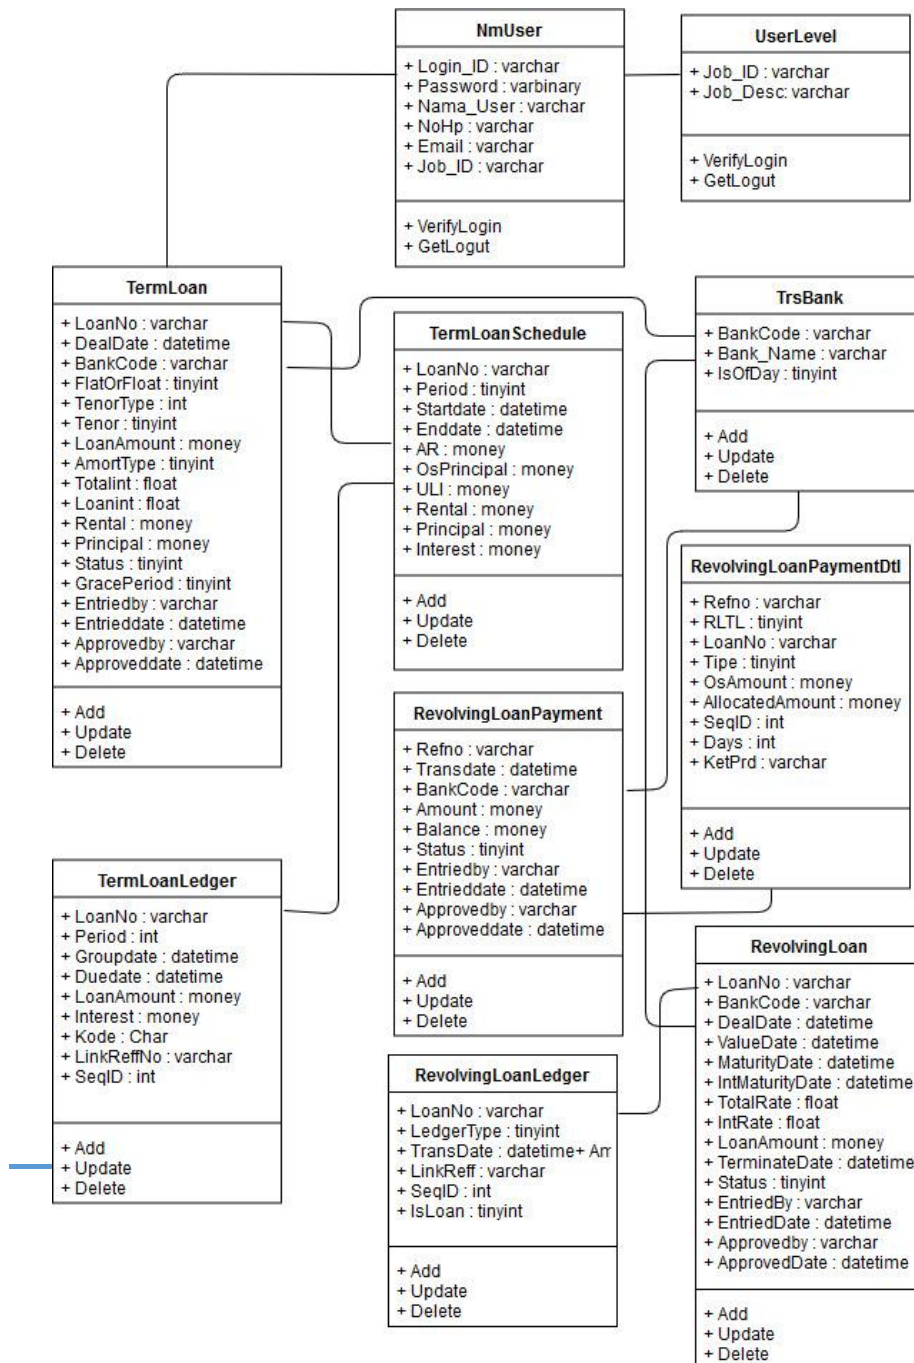 NmUser
+ Login_ID : varchar
+ Password : varbinary
+ Nama_User : varchar
+ NoHp : varchar
+ Email : varchar
+ Job_ID : varchar
+ VerifyLogin
+ GetLogut
UserLevel
+ Job_ID : varchar
+ Job_Desc: varchar
+ VerifyLogin
+ GetLogut
TermLoan
+ LoanNo : varchar
+ DealDate : datetime
+ BankCode : varchar
+ FlatOrFloat : tinyint
+ TenorType : int
+ Tenor : tinyint
+ LoanAmount : money
+ AmortType : tinyint
+ Totalint : float
+ Loanint : float
+ Rental : money
+ Principal : money
+ Status : tinyint
+ GracePeriod : tinyint
+ Entriedby : varchar
+ Entrieddate : datetime
+ Approvedby : varchar
+ Approveddate : datetime
+ Add
+ Update
+ Delete
TermLoanSchedule
+ LoanNo : varchar
+ Period : tinyint
+ Startdate : datetime
+ Enddate : datetime
+ AR : money
+ OsPrincipal : money
+ ULI : money
+ Rental : money
+ Principal : money
+ Interest : money
+ Add
+ Update
+ Delete
TrsBank
+ BankCode : varchar
+ Bank_Name : varchar
+ IsOfDay : tinyint
+ Add
+ Update
+ Delete
RevolvingLoanPaymentDtl
+ Refno : varchar
+ RLTL : tinyint
+ LoanNo : varchar
+ Tipe : tinyint
+ OsAmount : money
+ AllocatedAmount : money
+ SeqID : int
+ Days : int
+ KetPrd : varchar
+ Add
+ Update
+ Delete
RevolvingLoanPayment
+ Refno : varchar
+ Transdate : datetime
+ BankCode : varchar
+ Amount : money
+ Balance : money
+ Status : tinyint
+ Entriedby : varchar
+ Entrieddate : datetime
+ Approvedby : varchar
+ Approveddate : datetime
+ Add
+ Update
+ Delete
TermLoanLedger
+ LoanNo : varchar
+ Period : int
+ Groupdate : datetime
+ Duedate : datetime
+ LoanAmount : money
+ Interest : money
+ Kode : Char
+ LinkReffNo : varchar
+ SeqID : int
+ Add
+ Update
+ Delete
RevolvingLoan
+ LoanNo : varchar
+ BankCode : varchar
+ DealDate : datetime
+ ValueDate : datetime
+ MaturityDate : datetime
+ IntMaturityDate : datetime
+ TotalRate : float
+ IntRate : float
+ LoanAmount : money
+ TerminateDate : datetime
+ Status : tinyint
+ EntriedBy : varchar
+ EntriedDate : datetime
+ Approvedby : varchar
+ ApprovedDate : datetime
+ Add
+ Update
+ Delete
RevolvingLoanLedger
+ LoanNo : varchar
+ LedgerType : tinyint
+ TransDate : datetime+ Am
+ LinkReff : varchar
+ SeqID : int
+ IsLoan : tinyint
+ Add
+ Update
+ Delete